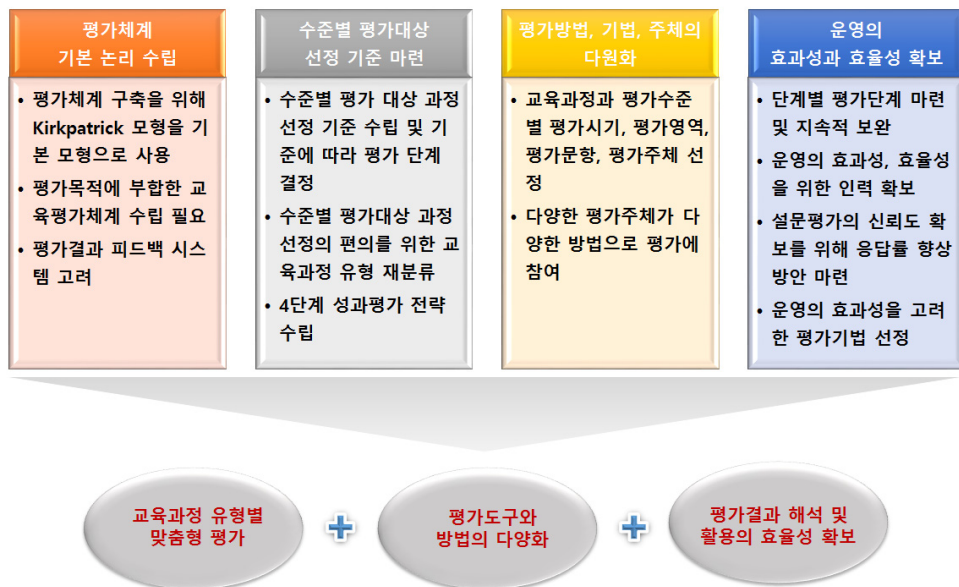 평가체계
기본 논리 수립
• 평가체계 구축을 위해
Kirkpatrick 모형을 기
본 모형으로 사용
• 평가목적에 부합한 교
육평가체계 수립 필요
• 평가결과 피드백 시스
템 고려
수준별 평가대상
선정 기준 마련
• 수준별 평가 대상 과정
선정 기준 수립 및 기
준에 따라 평가 단계
결정
• 수준별 평가대상 과정
선정의 편의를 위한 교
육과정 유형 재분류
• 4단계 성과평가 전략
수립
평가방법, 기법, 주체의
다원화
• 교육과정과 평가수준
별 평가시기, 평가영역,
평가문항, 평가주체 선
정
• 다양한 평가주체가 다
양한 방법으로 평가에
참여
운영의
효과성과 효율성 확보
• 단계별 평가단계 마련
및 지속적 보완
• 운영의 효과성, 효율성
을 위한 인력 확보
• 설문평가의 신뢰도 확
보를 위해 응답률 향상
방안 마련
• 운영의 효과성을 고려
한 평가기법 선정
교육과정 유형별
맞춤형 평가
평가도구와
방법의 다양화
평가결과 해석 및
활용의 효율성 확보